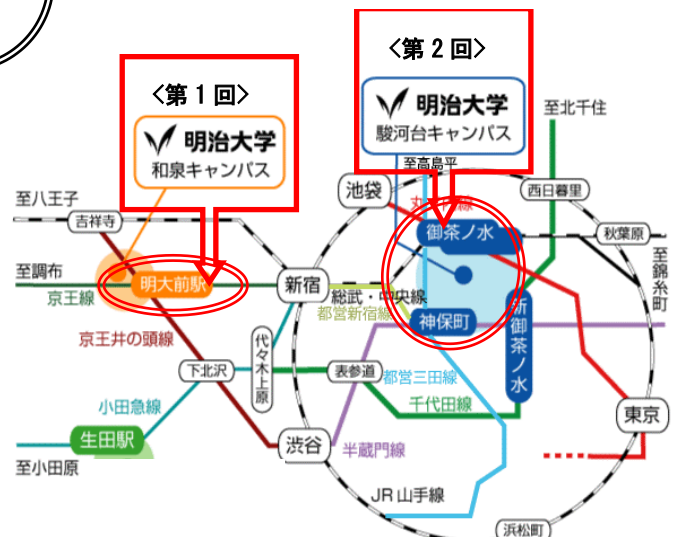 <第1回>
明治大学
和泉キャンパス
<第2回>
明治大学
駿河台キャンパス
至北千住
至高島平
池袋
西日暮里
至八王子
吉祥寺
御茶ノ水
秋葉原
至錦糸町
至調布
京王線
明大前駅
新宿
総武・中央線
都営新宿線
神保町
新御茶ノ水
京王井の頭線
代々木上原
下北沢
表参道
都営三田線
千代田線
小田急線
生田駅
至小田原
渋谷
半蔵門線
東京
JR山手線
浜松町